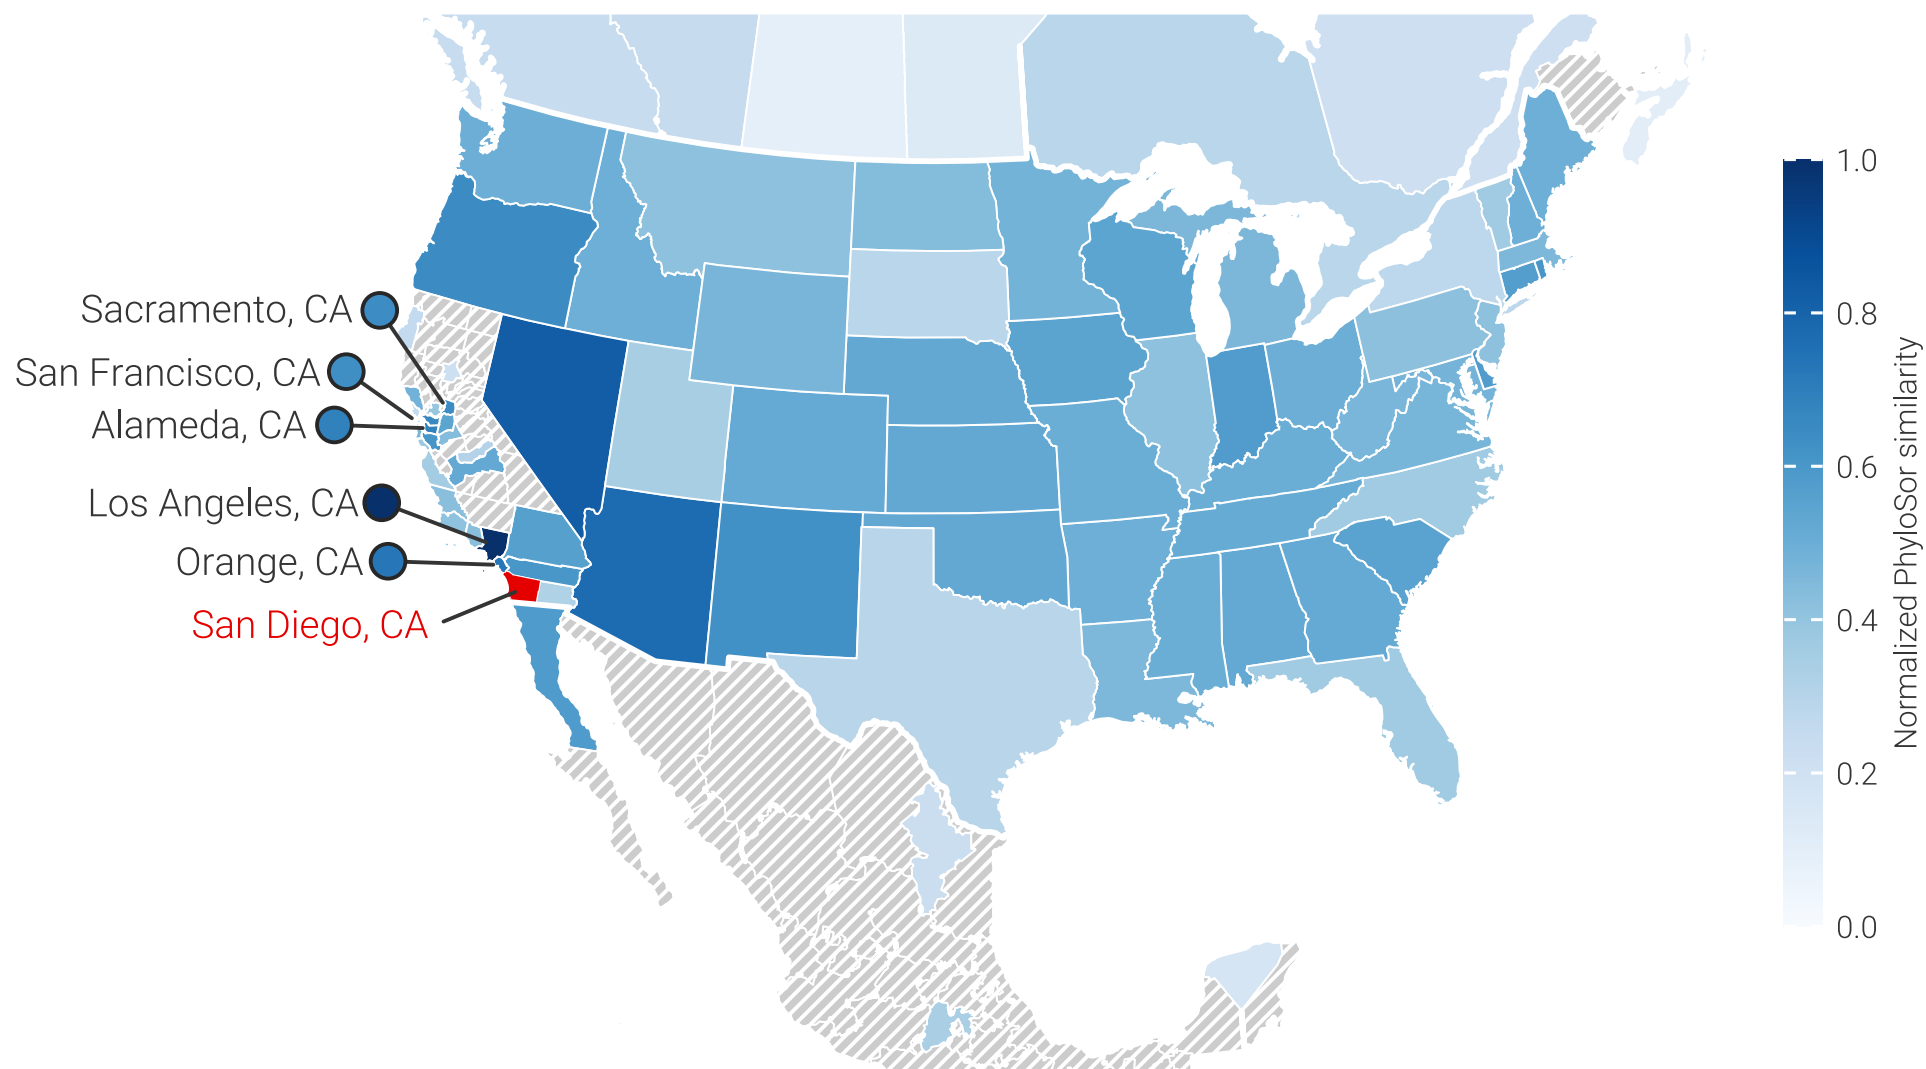 Sacramento, CA
San Francisco, CA
Alameda, CA
Los Angeles, CA
Orange, CA
San Diego, CA
1.0
0.8
0.6
0.4
0.2
0.0
Normalized PhyloSor similarity